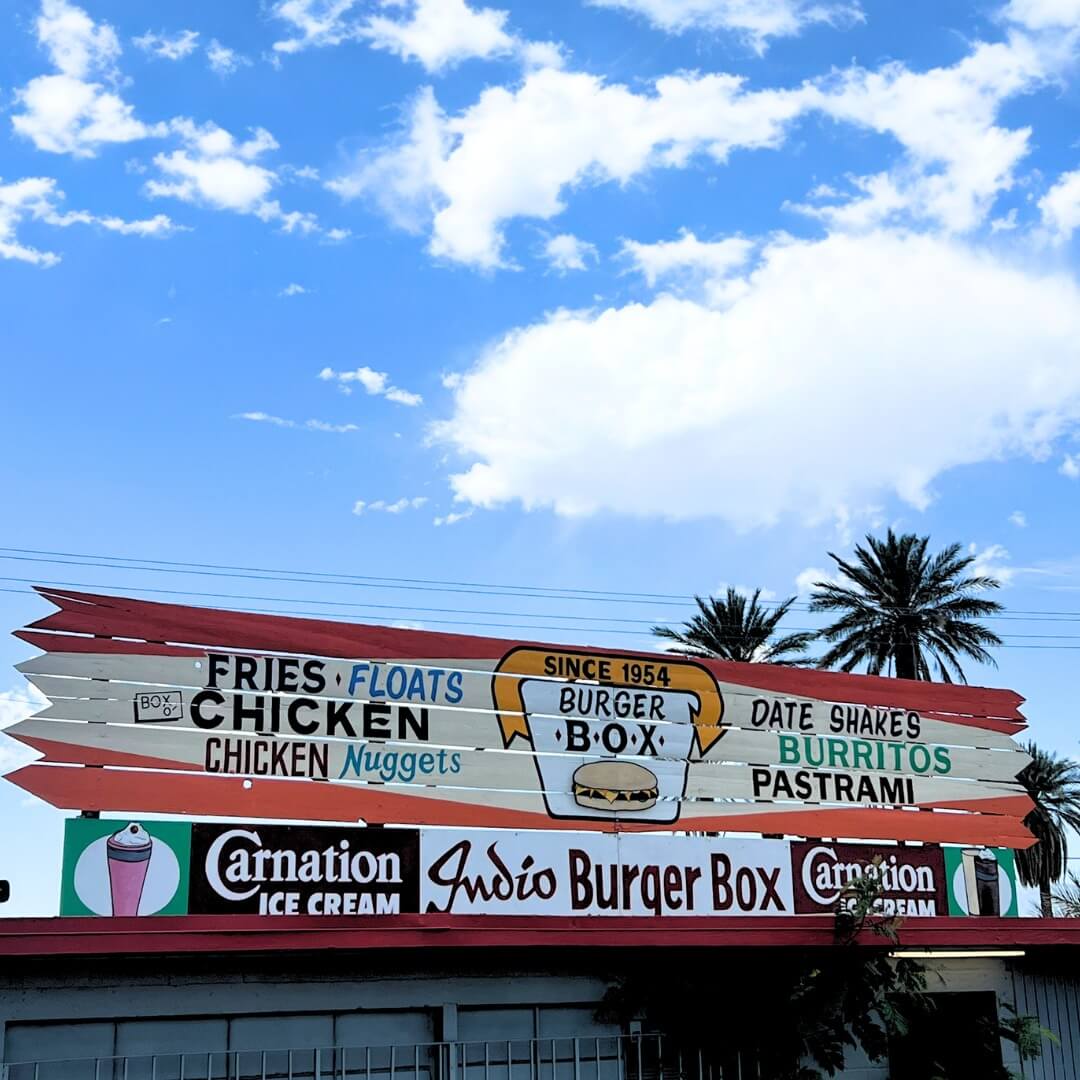 FRIES · FLOATS
BOX
CHICKEN
CHICKEN Nuggets
SINCE 1954
BURGER
·B·O·X·
DATE SHAKES
BURRITOS
PASTRAMI
Carnation
ICE CREAM
Indio Burger Box
Carnation
ICE CREAM